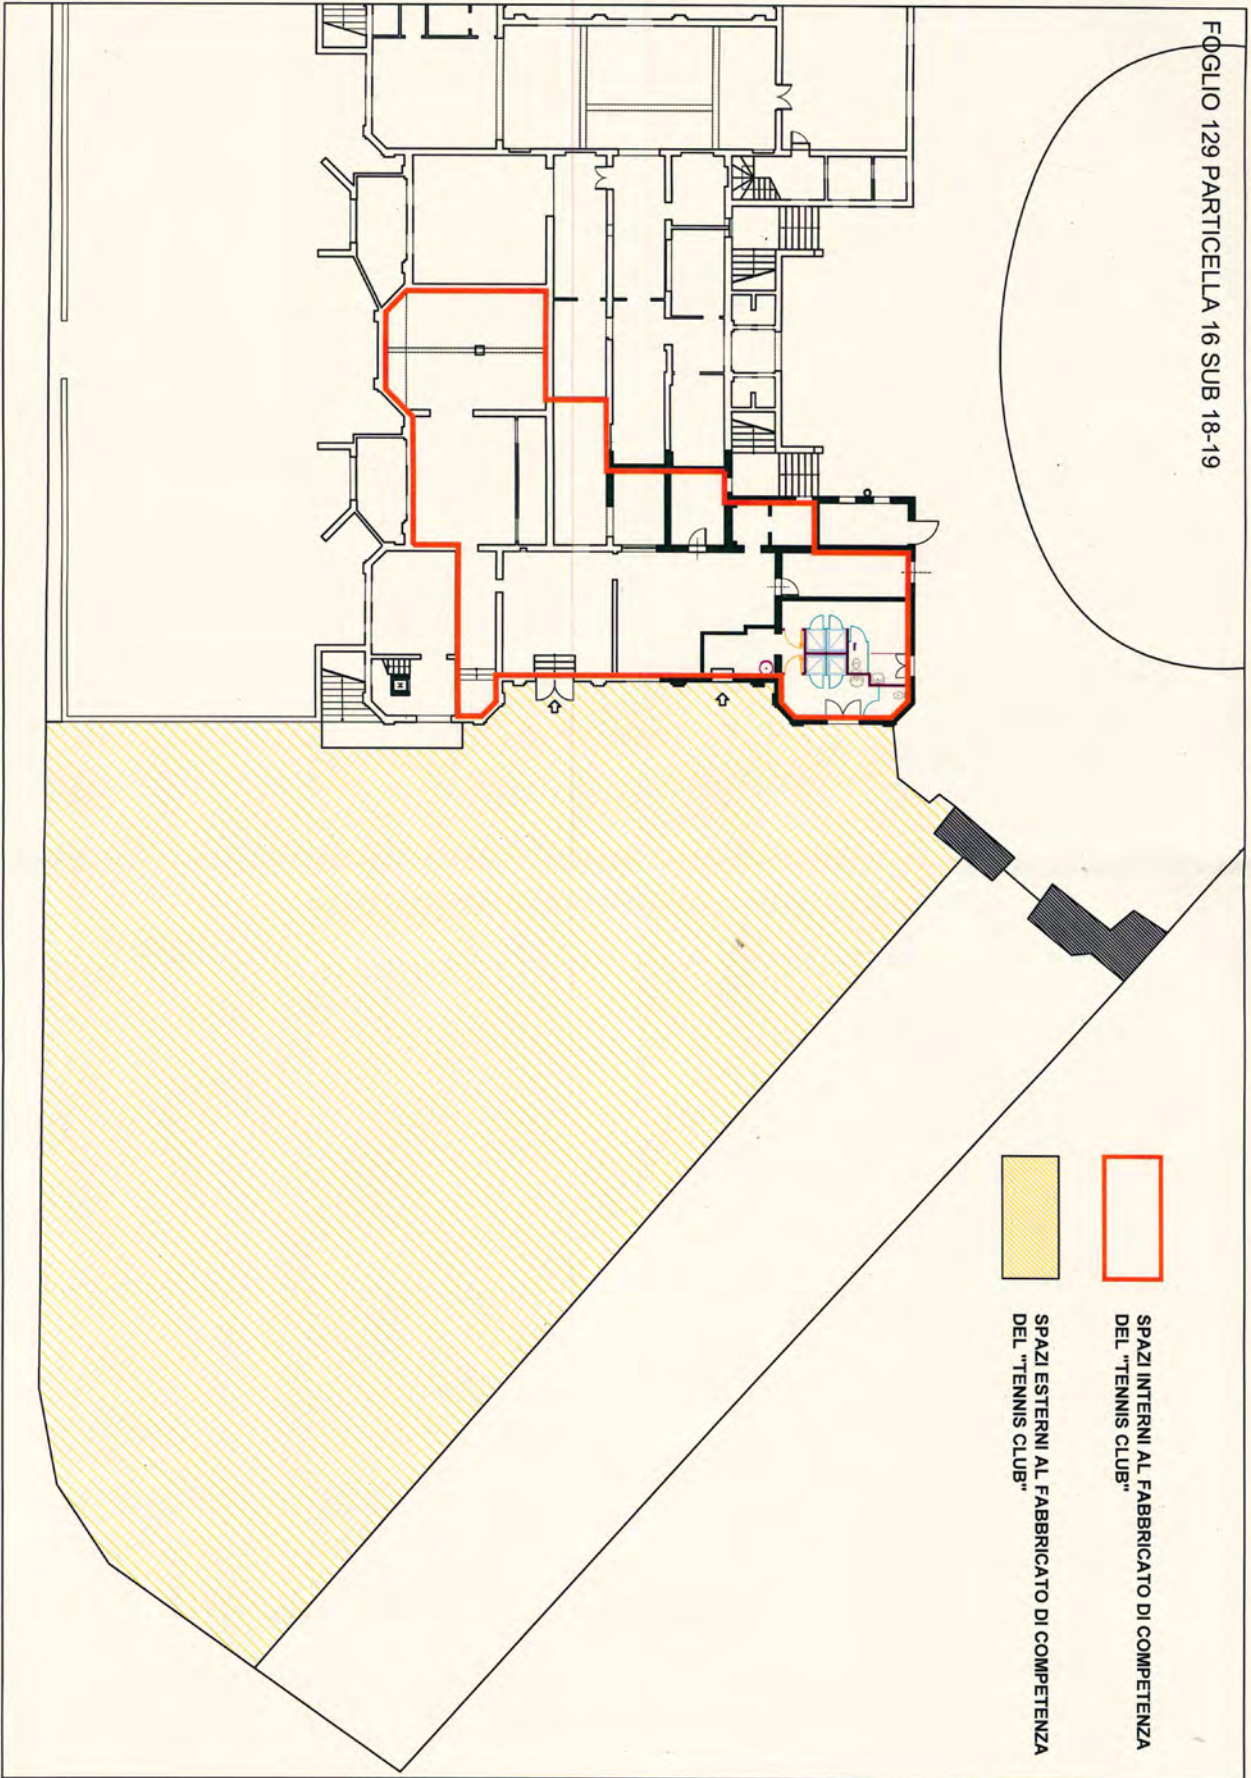 FOGLIO 129 PARTICELLA 16 SUB 18-19
SPAZI INTERNI AL FABBRICATO DI COMPETENZA
DEL "TENNIS CLUB"
SPAZI ESTERNI AL FABBRICATO DI COMPETENZA
DEL "TENNIS CLUB"